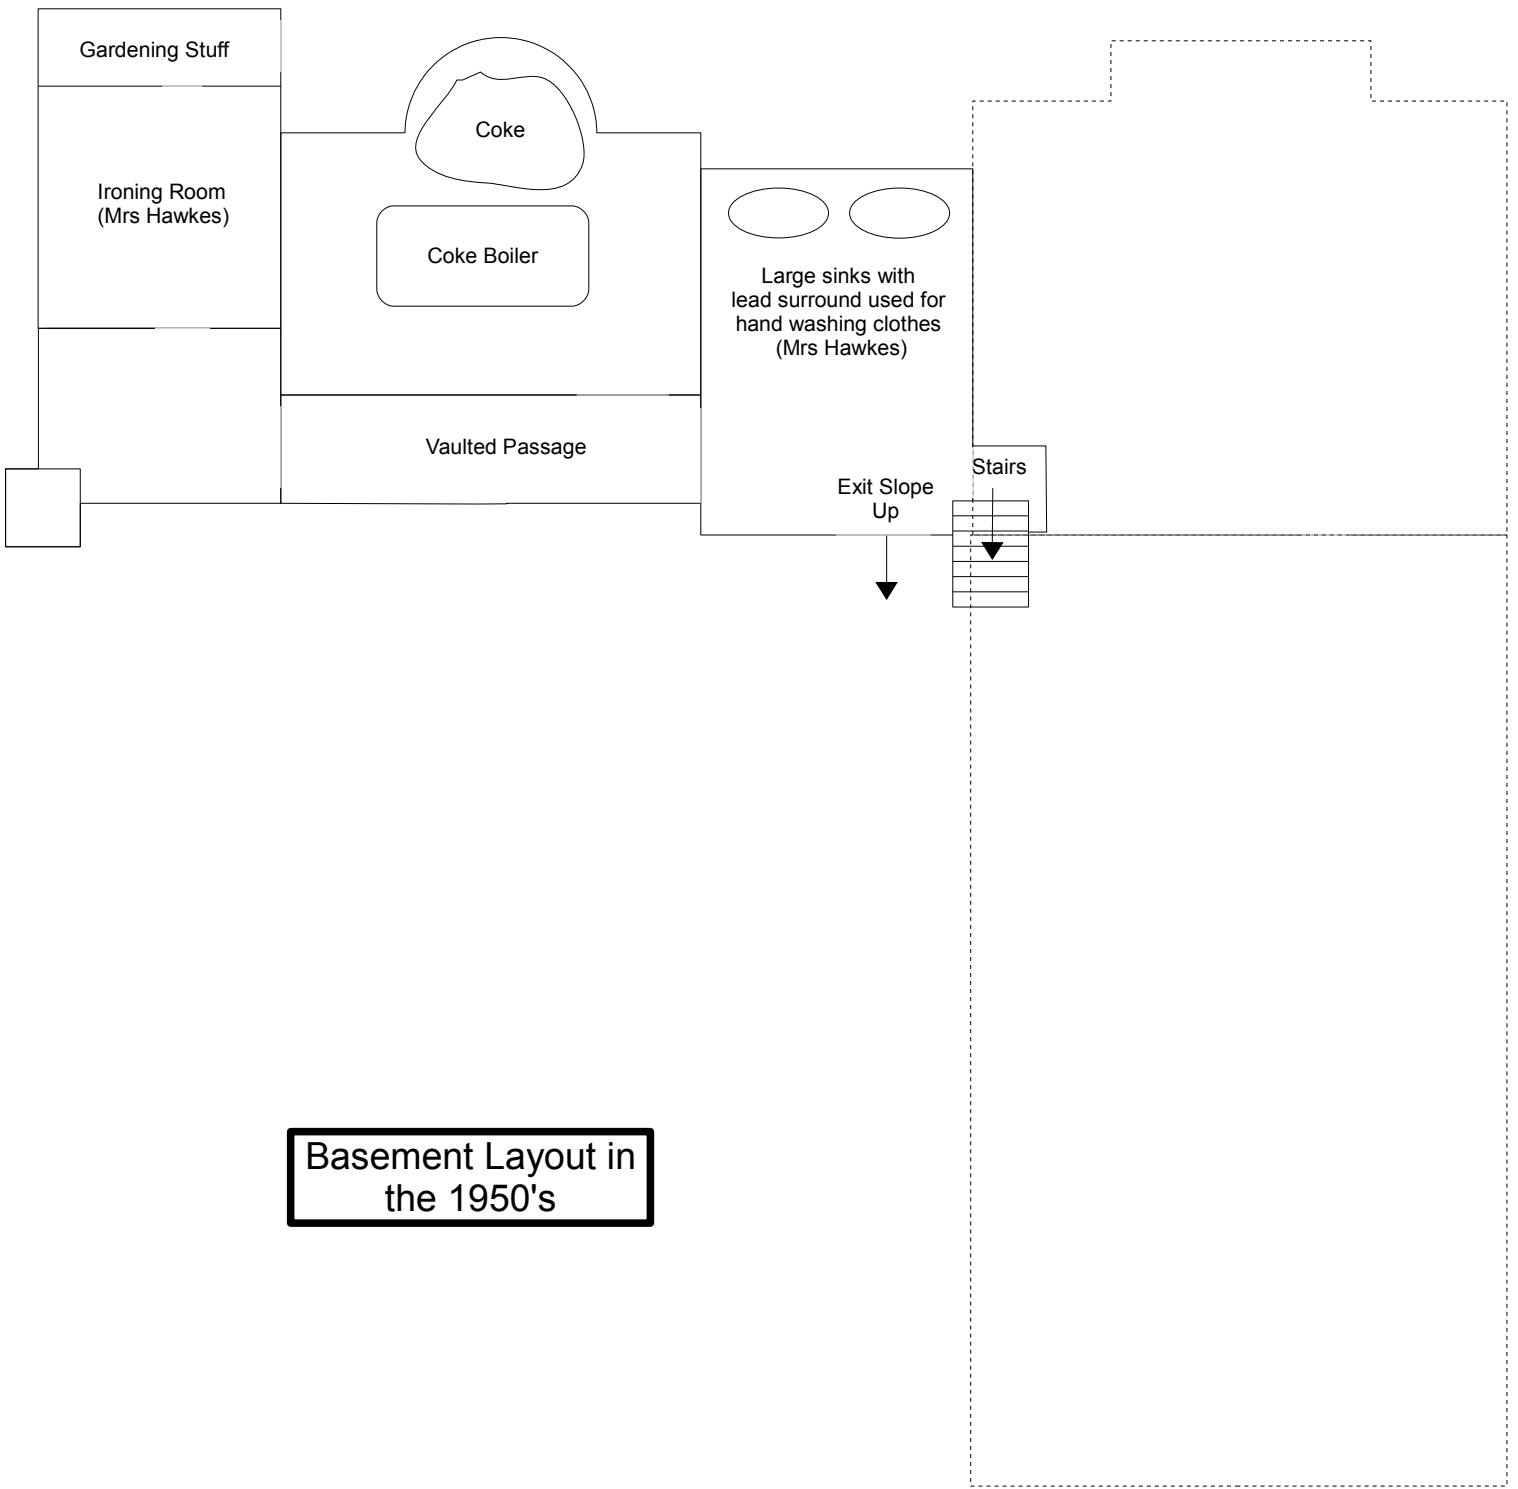 Gardening Stuff
Coke
Ironing Room
(Mrs Hawkes)
Coke Boiler
Large sinks with
lead surround used for
hand washing clothes
(Mrs Hawkes)
Vaulted Passage
Stairs
Exit Slope
Up
Basement Layout in
the 1950's